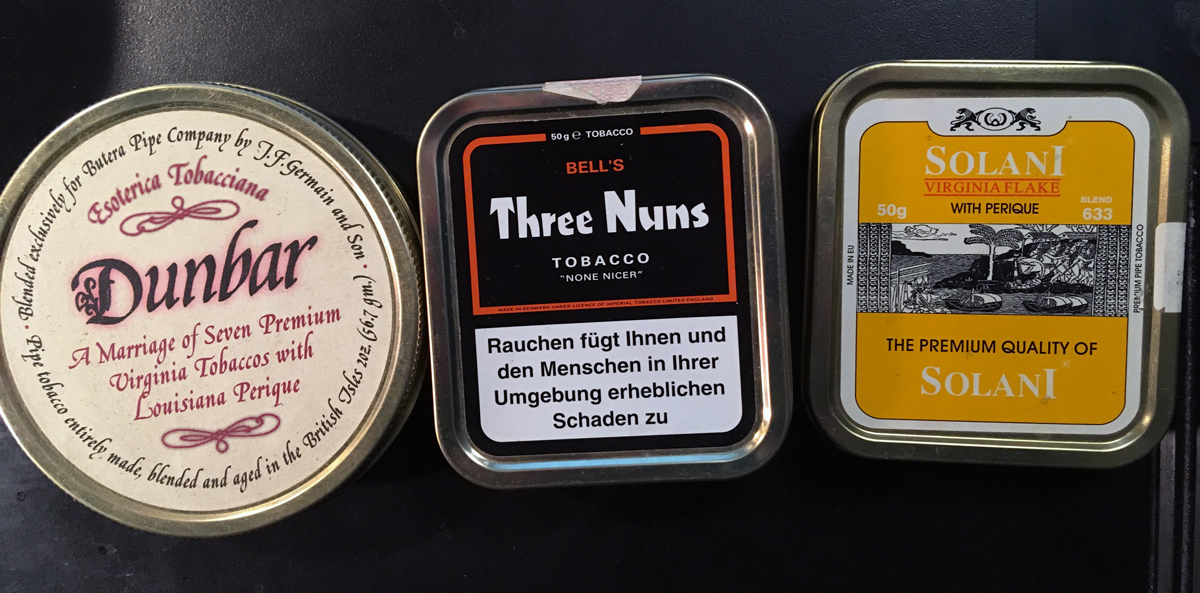 Esoterica Tobacciana
Dunbar
A Marriage of Seven Premium
Virginia Tobaccos with
Louisiana Perique
Blended exclusively for Butera Pipe Company by J.F. Germain and Son •
Pipe tobacco entirely made, blended and aged in the British Isles 2oz. (56.7 gm.) •
50g e TOBACCO
BELL'S
Three Nuns
TOBACCO
"NONE NICER"
MADE IN DENMARK UNDER LICENCE OF IMPERIAL TOBACCO LIMITED ENGLAND
Rauchen fügt Ihnen und
den Menschen in Ihrer
Umgebung erheblichen
Schaden zu
SOLANI
VIRGINIA FLAKE
WITH PERIQUE
50g
BLEND
633
MADE IN EU
PREMIUM PIPE TOBACCO
THE PREMIUM QUALITY OF
SOLANI ®